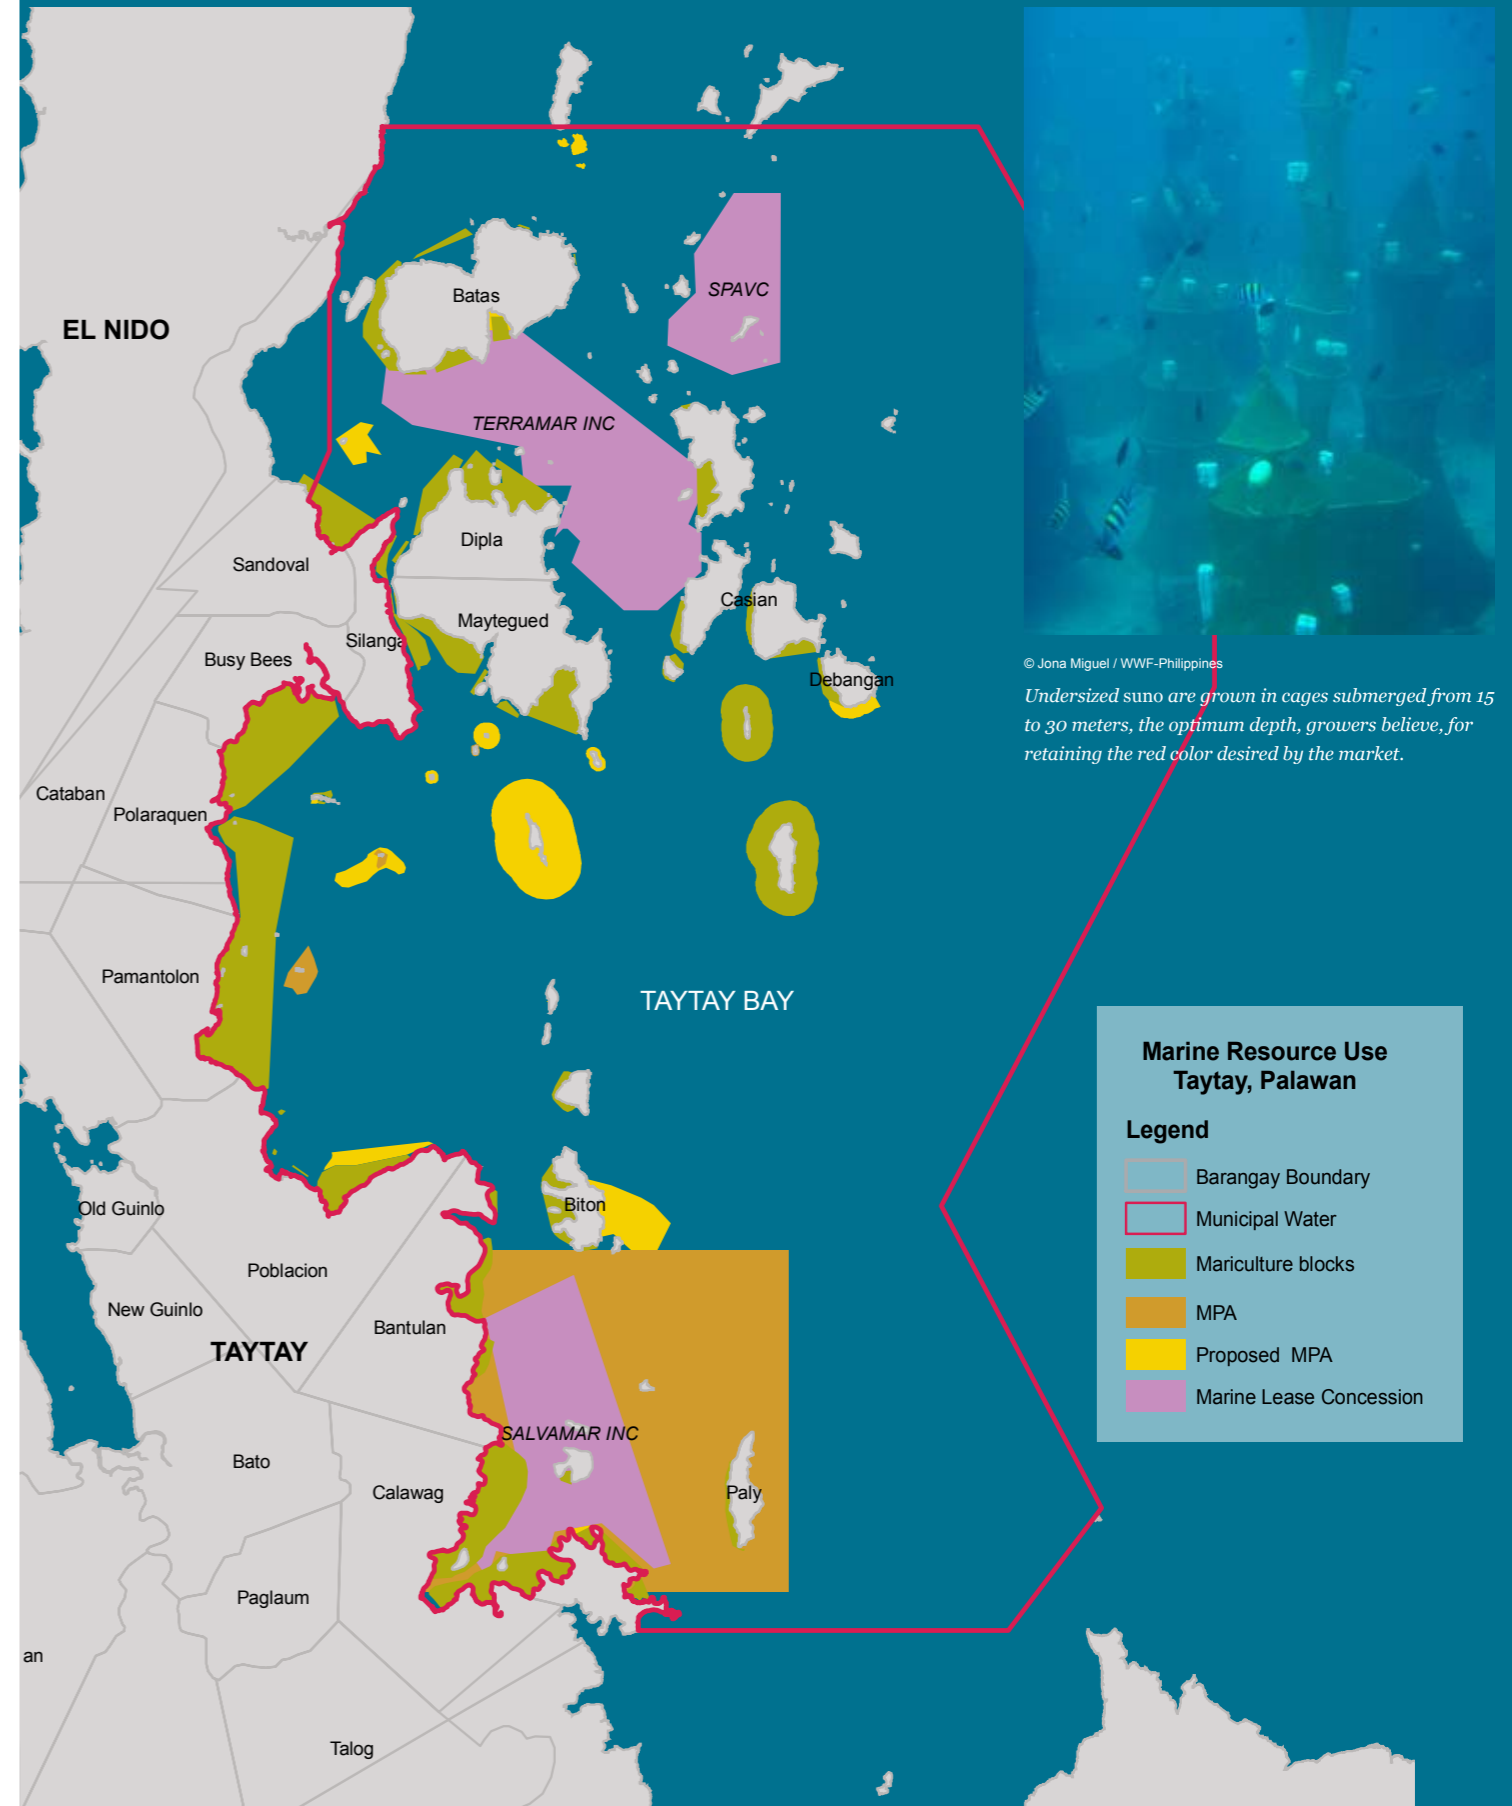 Batas
SPAVC
EL NIDO
TERRAMAR INC
Dipla
Sandoval
Casian
Maytegued
Silanga
Busy Bees
© Jona Miguel / WWF-Philippines
Debangan
Undersized suno are grown in cages submerged from 15
to 30 meters, the optimum depth, growers believe, for
retaining the red color desired by the market.
Cataban
Polaraquen
Pamantolon
TAYTAY BAY
Marine Resource Use
Taytay, Palawan
Legend
Barangay Boundary
Municipal Water
Mariculture blocks
MPA
Proposed MPA
Marine Lease Concession
Old Guinlo
Biton
Poblacion
New Guinlo
Bantulan
TAYTAY
SALVAMAR INC
Bato
Calawag
Paly
Paglaum
an
Talog